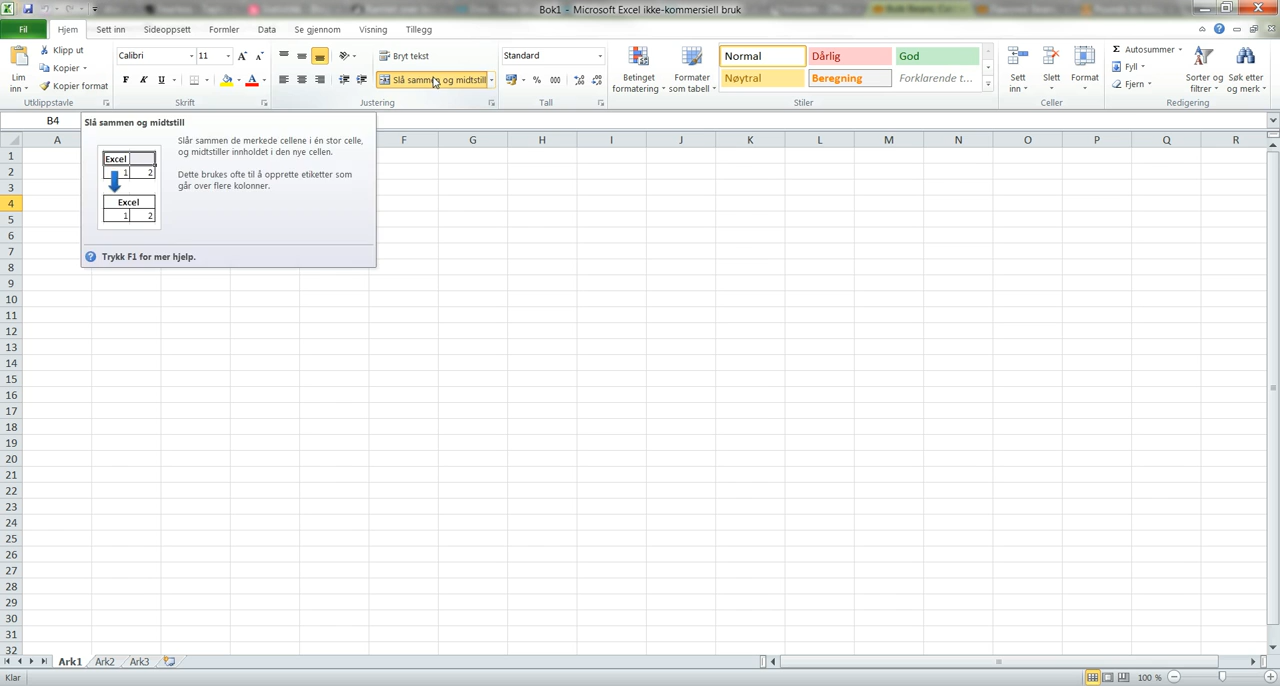 Bok1 - Microsoft Excel ikke-kommersiell bruk
Fil Hjem Sett inn Sideoppsett Formler Data Se gjennom Visning Tillegg
Lim inn
Klipp ut
Kopier
Kopier format
Utklippstavle
Calibri 11
F K U
Skrift
Bryt tekst
Slå sammen og midtstill
Justering
Standard
% 000
Tall
Betinget formatering
Formater som tabell
Normal Dårlig God
Nøytral Beregning Forklarende t...
Stiler
Sett inn
Slett
Format
Celler
Σ Autosummer
Fyll
Fjern
Sorter og filtrer
Søk etter og merk
Redigering
B4
Slå sammen og midtstill
Slår sammen de merkede cellene i én stor celle,
og midtstiller innholdet i den nye cellen.
Dette brukes ofte til å opprette etiketter som
går over flere kolonner.
Excel
1 2
Excel
1 2
Trykk F1 for mer hjelp.
A F G H I J K L M N O P Q R
1
2
3
4
5
6
7
8
9
10
11
12
13
14
15
16
17
18
19
20
21
22
23
24
25
26
27
28
29
30
31
32
Ark1 Ark2 Ark3
Klar
100 %